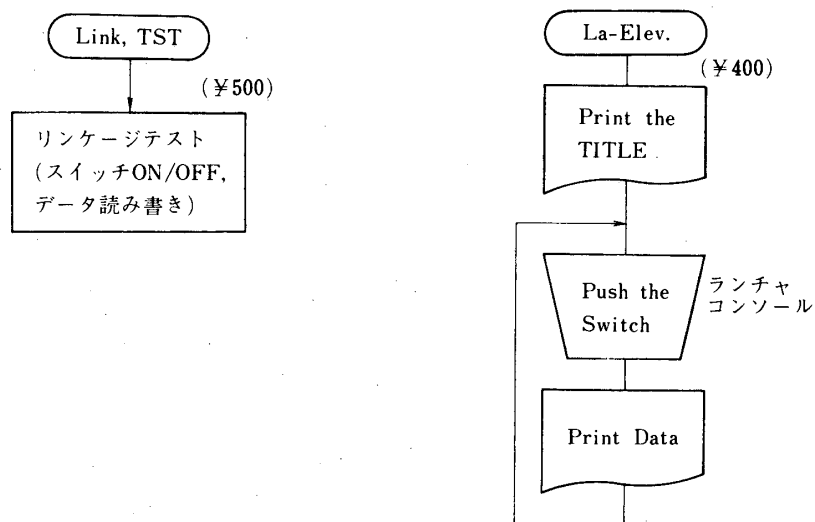 Link, TST
(¥500)
リンケージテスト
(スイッチON/OFF,
データ読み書き)
La-Elev.
(¥400)
Print the
TITLE
Push the
Switch
ランチャ
コンソール
Print Data